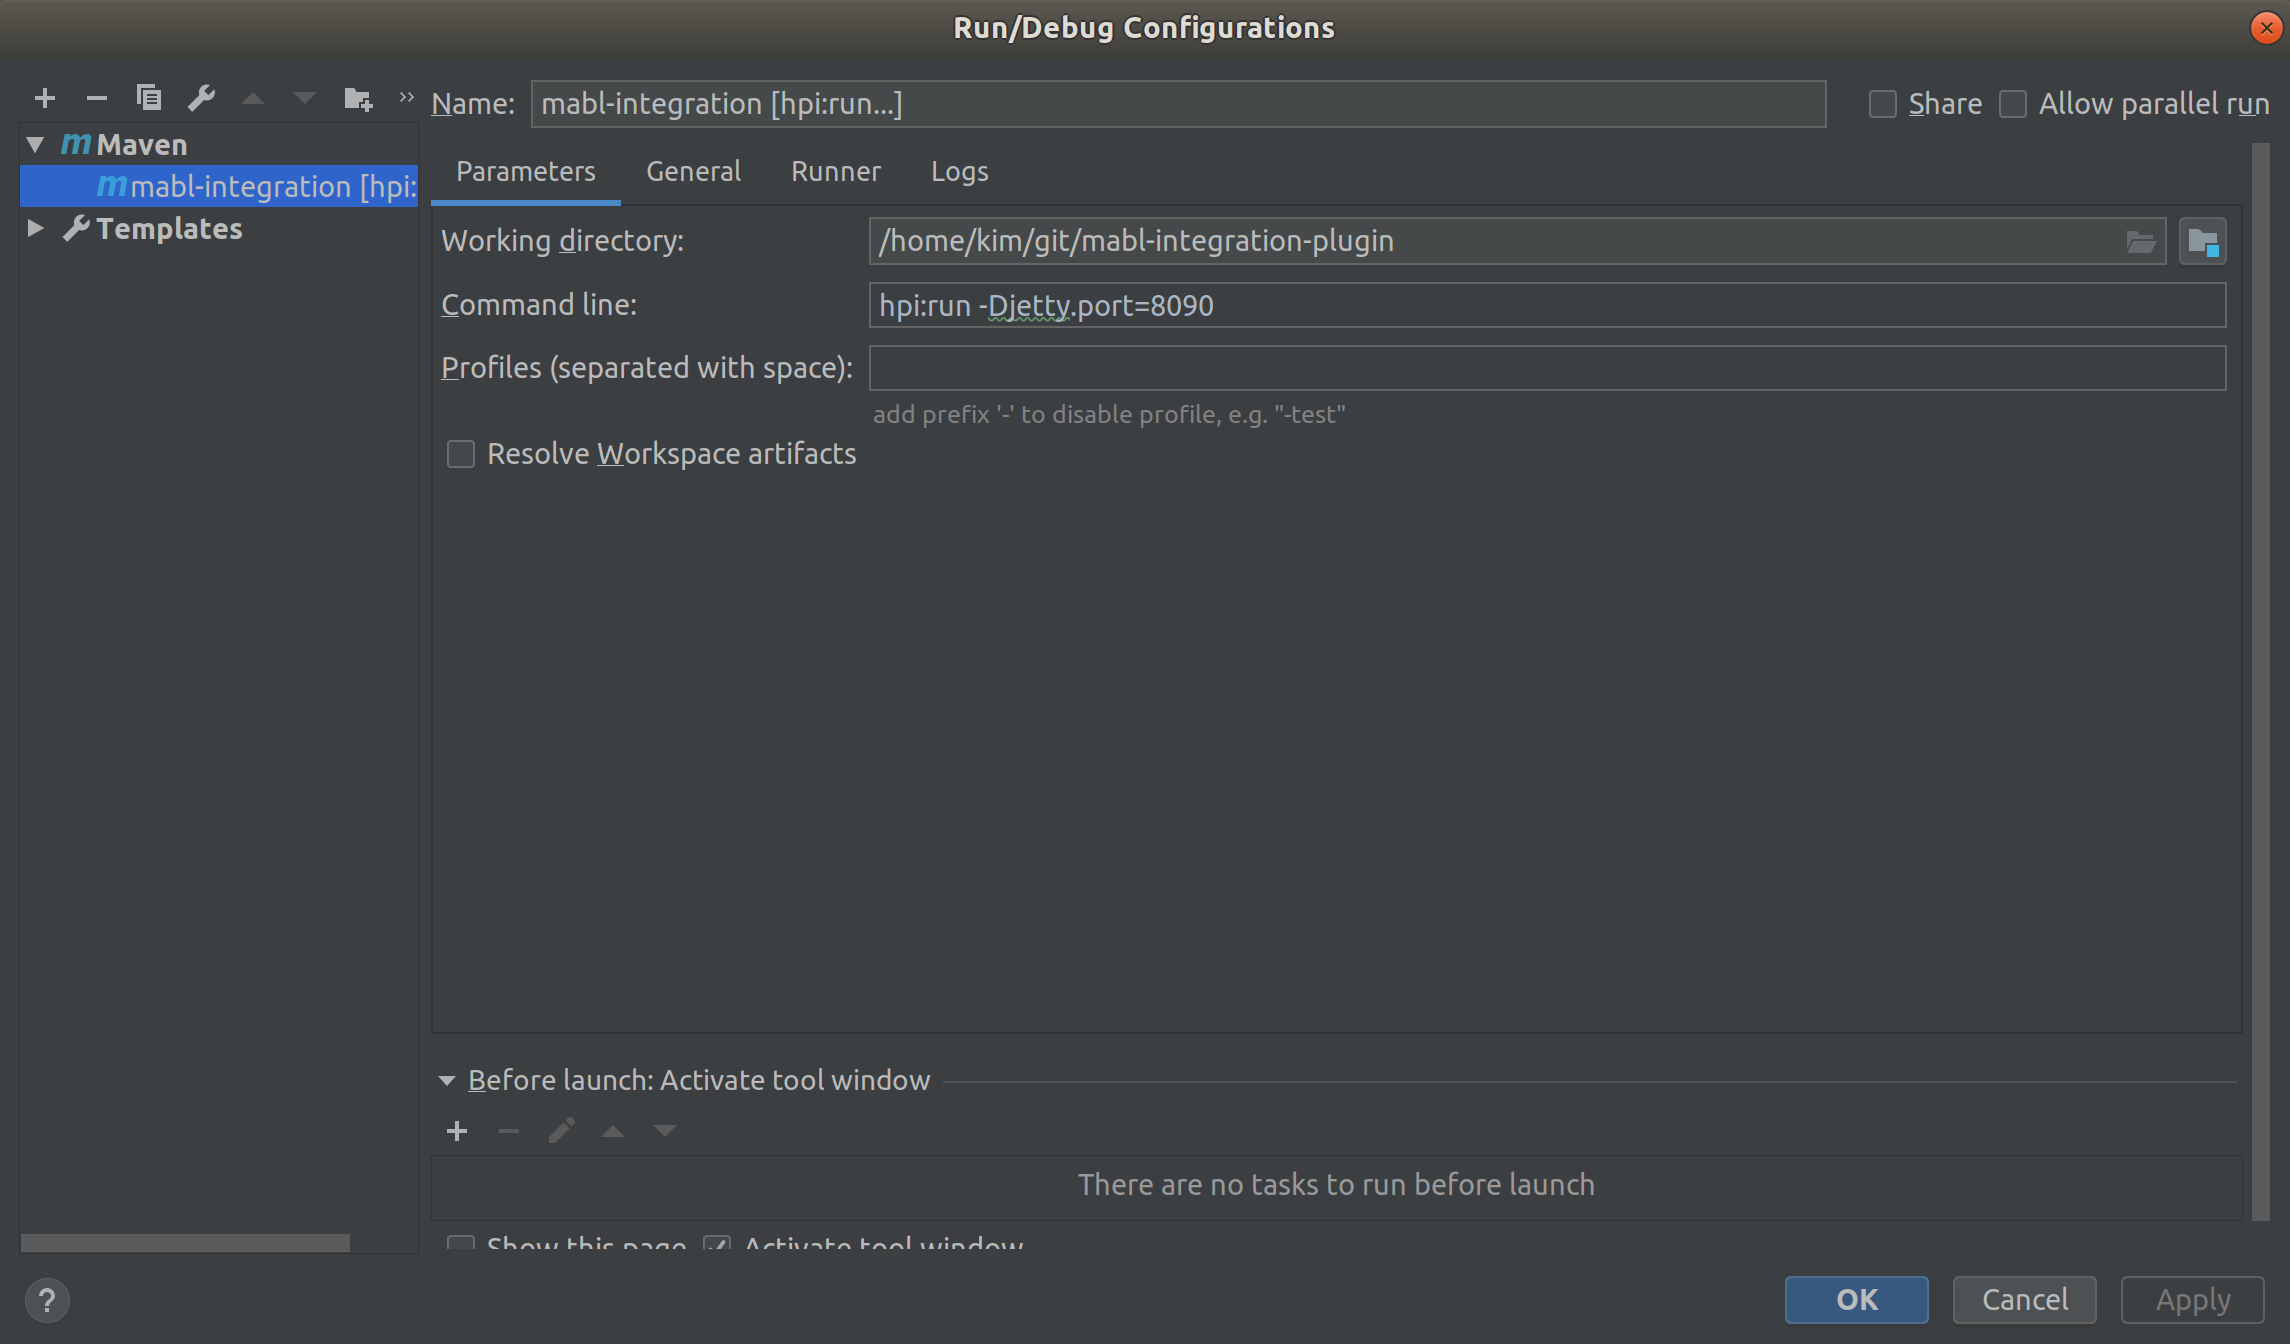 Run/Debug Configurations
Name: mabl-integration [hpi:run...] Share Allow parallel run
m Maven
m mabl-integration [hpi:
Templates
Parameters General Runner Logs
Working directory: /home/kim/git/mabl-integration-plugin
Command line: hpi:run -Djetty.port=8090
Profiles (separated with space):
add prefix '-' to disable profile, e.g. "-test"
Resolve Workspace artifacts
Before launch: Activate tool window
There are no tasks to run before launch
Show this page Activate tool window
? OK Cancel Apply